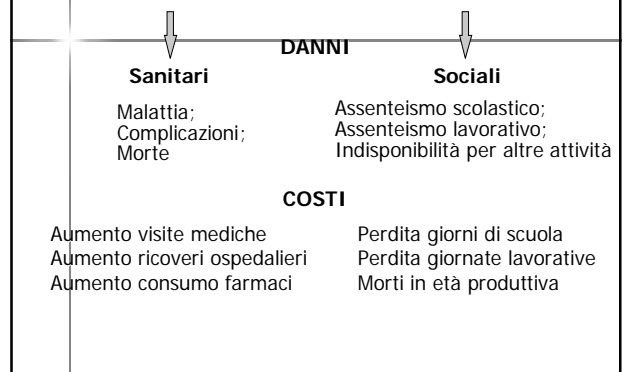 DANNI
Sanitari
Malattia;
Complicazioni;
Morte
Sociali
Assenteismo scolastico;
Assenteismo lavorativo;
Indisponibilità per altre attività
COSTI
Aumento visite mediche
Aumento ricoveri ospedalieri
Aumento consumo farmaci
Perdita giorni di scuola
Perdita giornate lavorative
Morti in età produttiva